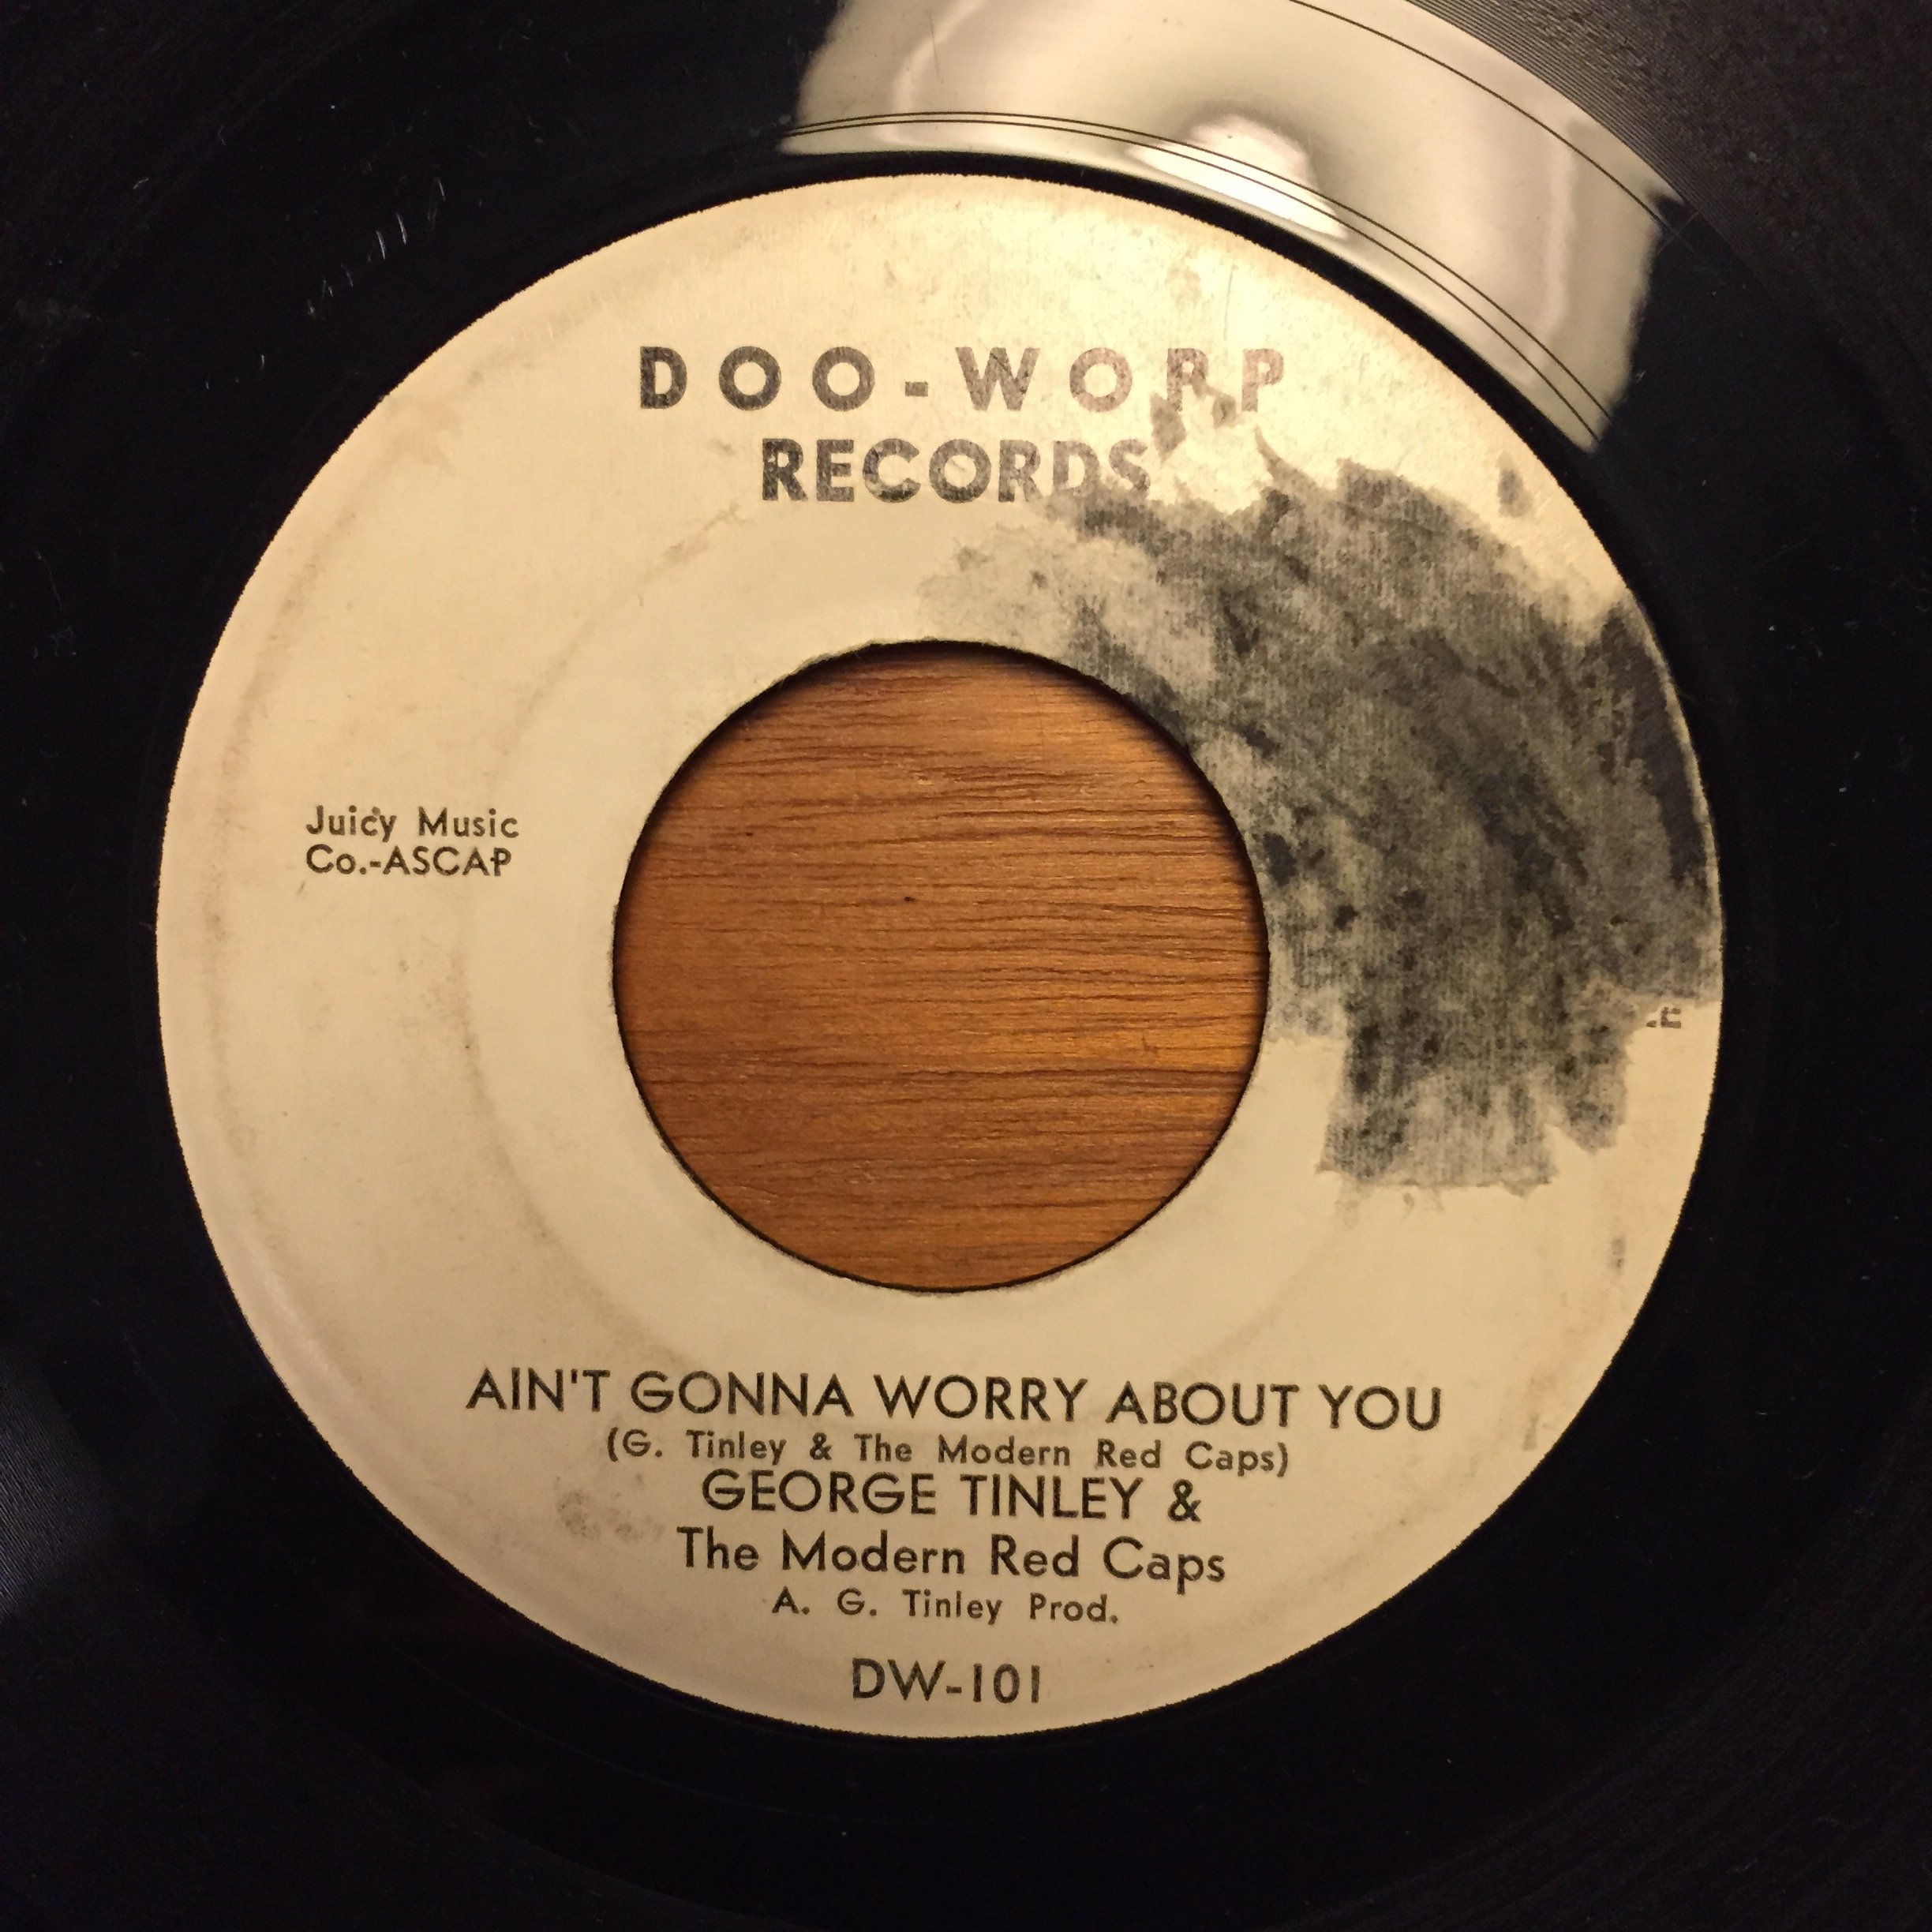 DOO-WORP
RECORDS
Juicy Music
Co.-ASCAP
AIN'T GONNA WORRY ABOUT YOU
(G. Tinley & The Modern Red Caps)
GEORGE TINLEY &
The Modern Red Caps
A. G. Tinley Prod.
DW-101